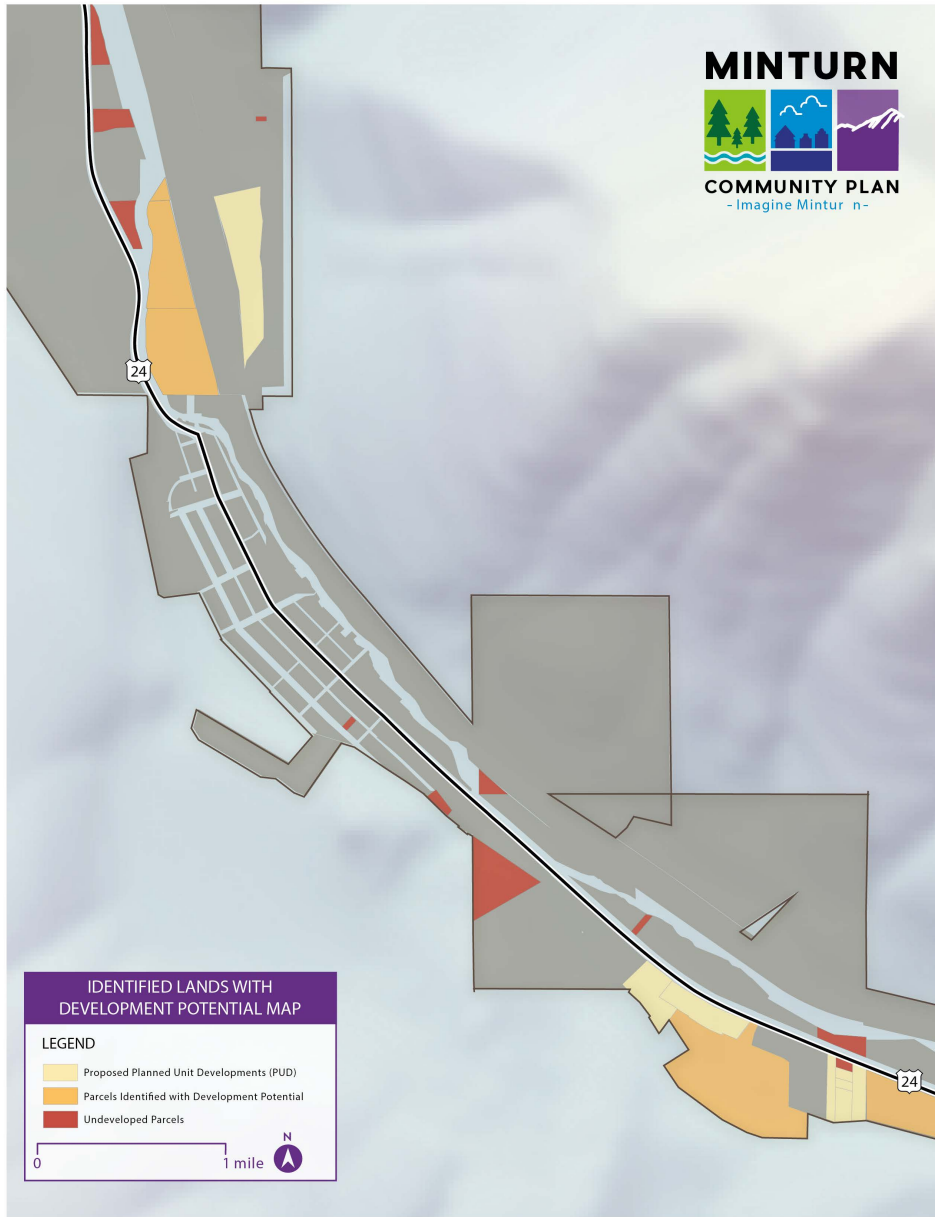 MINTURN
COMMUNITY PLAN
- Imagine Mintur n-
24
24
IDENTIFIED LANDS WITH
DEVELOPMENT POTENTIAL MAP
LEGEND
Proposed Planned Unit Developments (PUD)
Parcels Identified with Development Potential
Undeveloped Parcels
N
0 1 mile